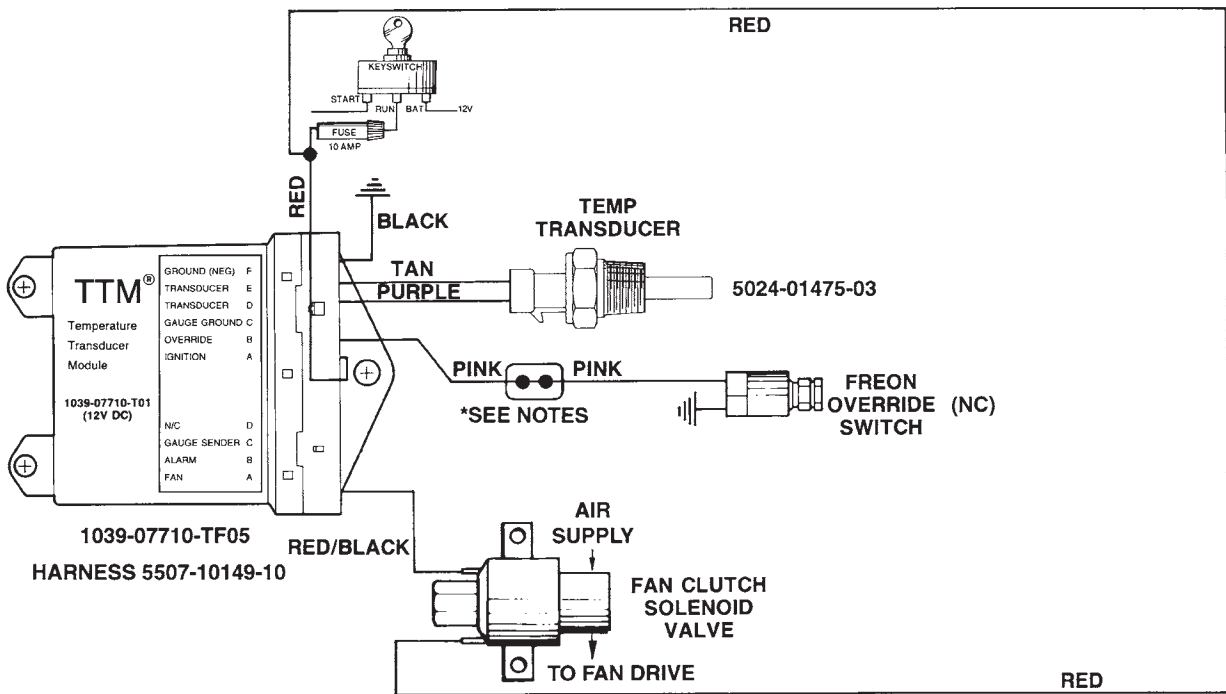 RED
KEYSWITCH
START
RUN
BAT
12V
FUSE
10 AMP
RED
BLACK
TEMP
TRANSDUCER
TAN
PURPLE
5024-01475-03
TTM®
Temperature
Transducer
Module
1039-07710-T01
(12V DC)
GROUND (NEG) F
TRANSDUCER E
TRANSDUCER D
GAUGE GROUND C
OVERRIDE B
IGNITION A
N/C D
GAUGE SENDER C
ALARM B
FAN A
PINK
PINK
*SEE NOTES
FREON
OVERRIDE (NC)
SWITCH
1039-07710-TF05
HARNESS 5507-10149-10
RED/BLACK
AIR
SUPPLY
FAN CLUTCH
SOLENOID
VALVE
TO FAN DRIVE
RED